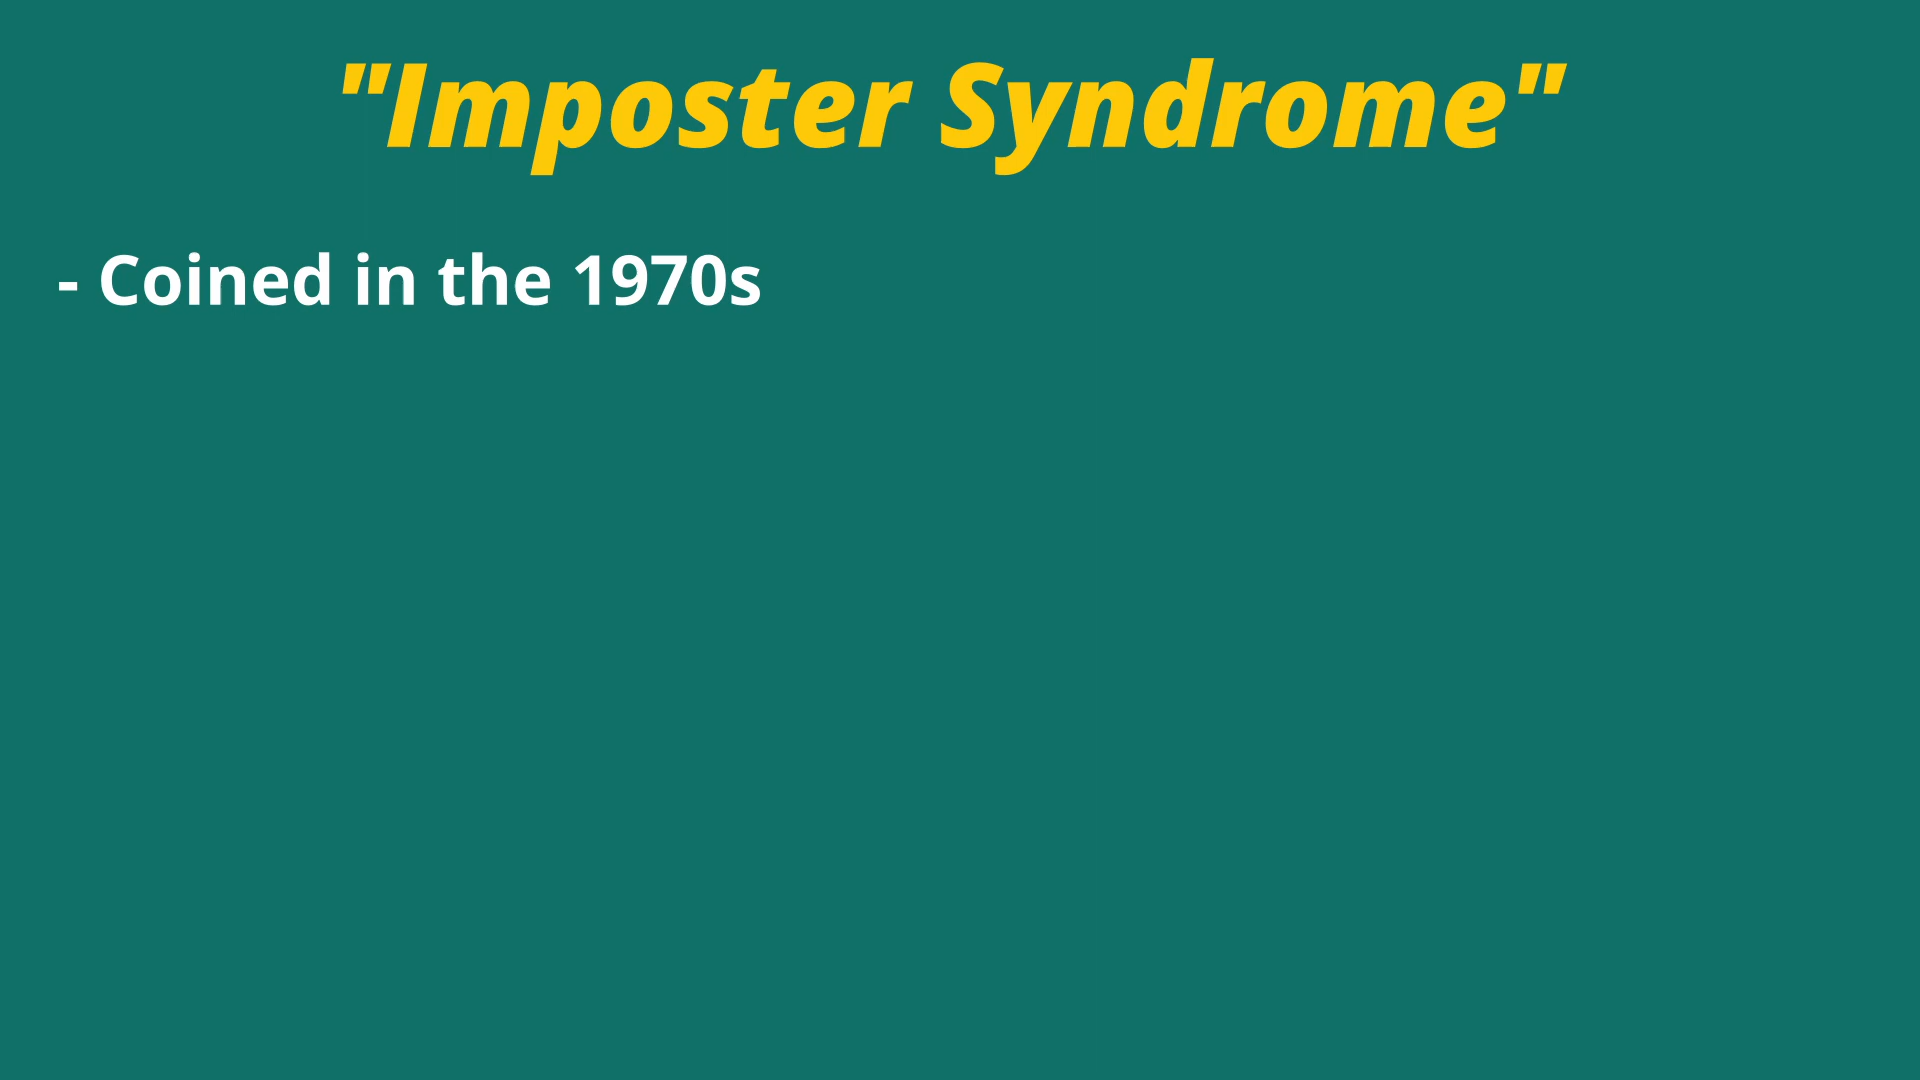 "Imposter Syndrome"
- Coined in the 1970s